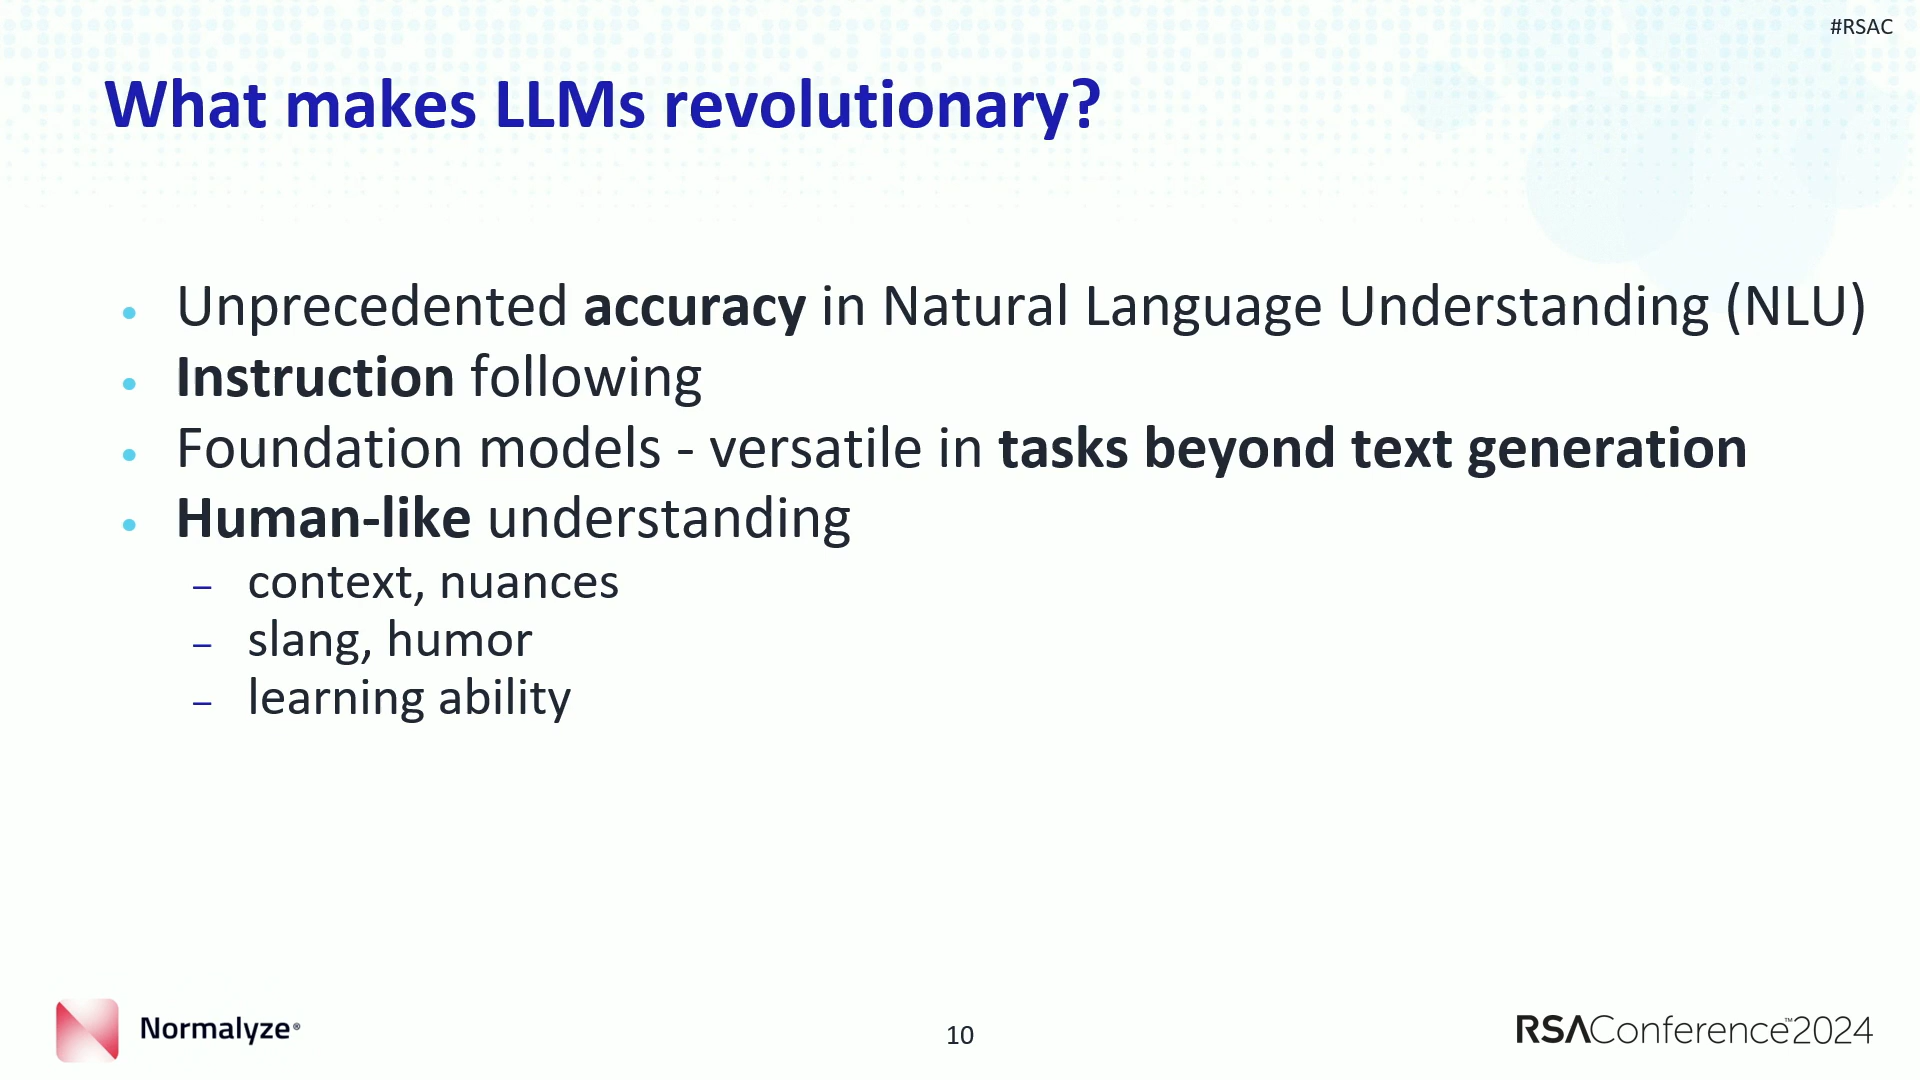 #RSAC
What makes LLMs revolutionary?
• Unprecedented accuracy in Natural Language Understanding (NLU)
• Instruction following
• Foundation models - versatile in tasks beyond text generation
• Human-like understanding
– context, nuances
– slang, humor
– learning ability
Normalyze®
10
RSAConference™2024